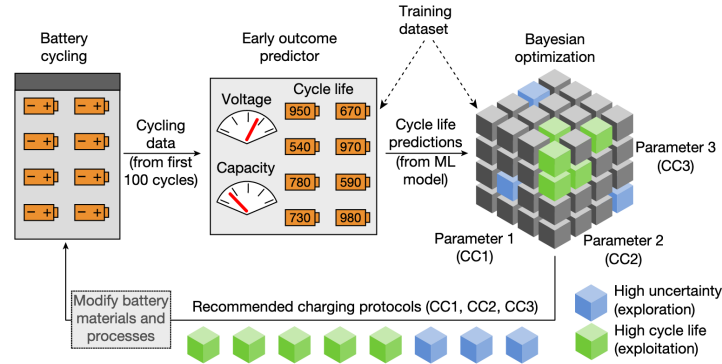 Battery
cycling
− +
− +
− +
− +
− +
− +
− +
− +
Cycling
data
(from first
100 cycles)
Early outcome
predictor
Voltage
Capacity
Cycle life
950 670
540 970
780 590
730 980
Training
dataset
Cycle life
predictions
(from ML
model)
Bayesian
optimization
Parameter 3
(CC3)
Parameter 1
(CC1)
Parameter 2
(CC2)
Modify battery
materials and
processes
Recommended charging protocols (CC1, CC2, CC3)
High uncertainty
(exploration)
High cycle life
(exploitation)